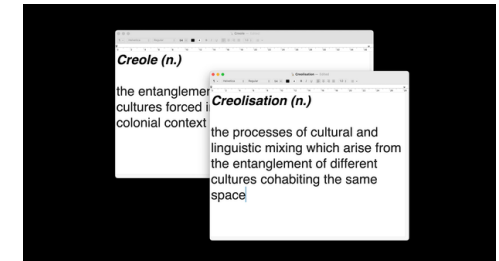 Creole (n.)
the entanglemen
cultures forced i
colonial context
Creolisation (n.)
the processes of cultural and
linguistic mixing which arise from
the entanglement of different
cultures cohabiting the same
space